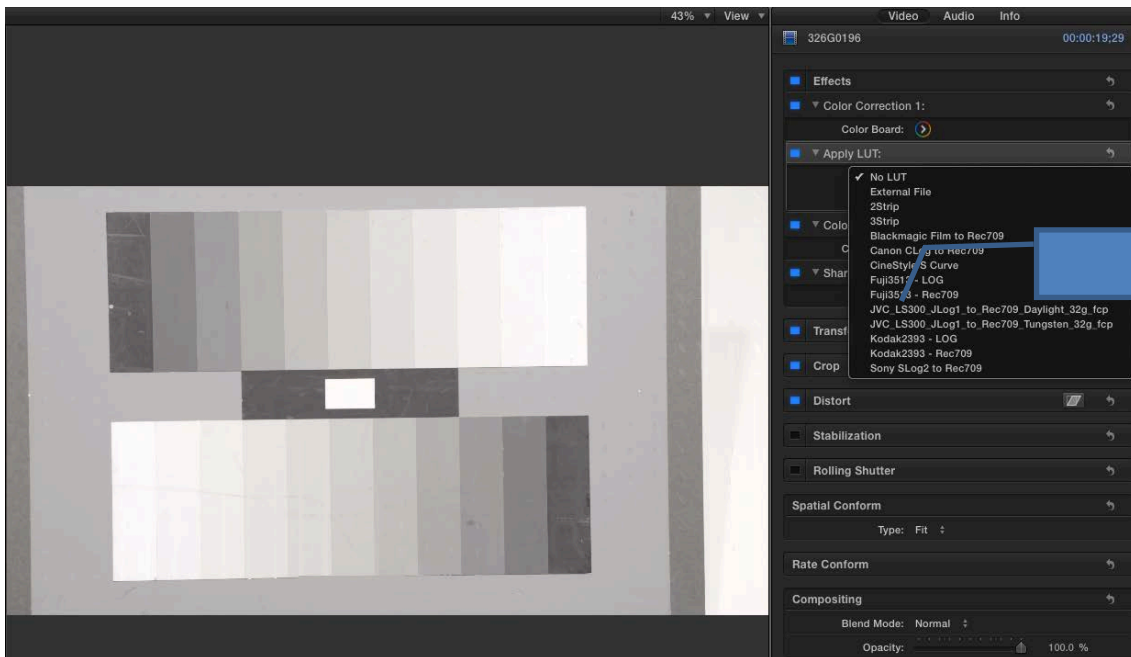 43% View
Video Audio Info
326G0196 00:00:19;29
Effects
Color Correction 1:
Color Board:
Apply LUT:
No LUT
External File
2Strip
3Strip
Blackmagic Film to Rec709
Canon CLog to Rec709
CineStyle S Curve
Fuji3513 - LOG
Fuji3513 - Rec709
JVC_LS300_JLog1_to_Rec709_Daylight_32g_fcp
JVC_LS300_JLog1_to_Rec709_Tungsten_32g_fcp
Kodak2393 - LOG
Kodak2393 - Rec709
Sony SLog2 to Rec709
Colo
C
Shar
Transf
Crop
Distort
Stabilization
Rolling Shutter
Spatial Conform
Type: Fit
Rate Conform
Compositing
Blend Mode: Normal
Opacity: 100.0 %